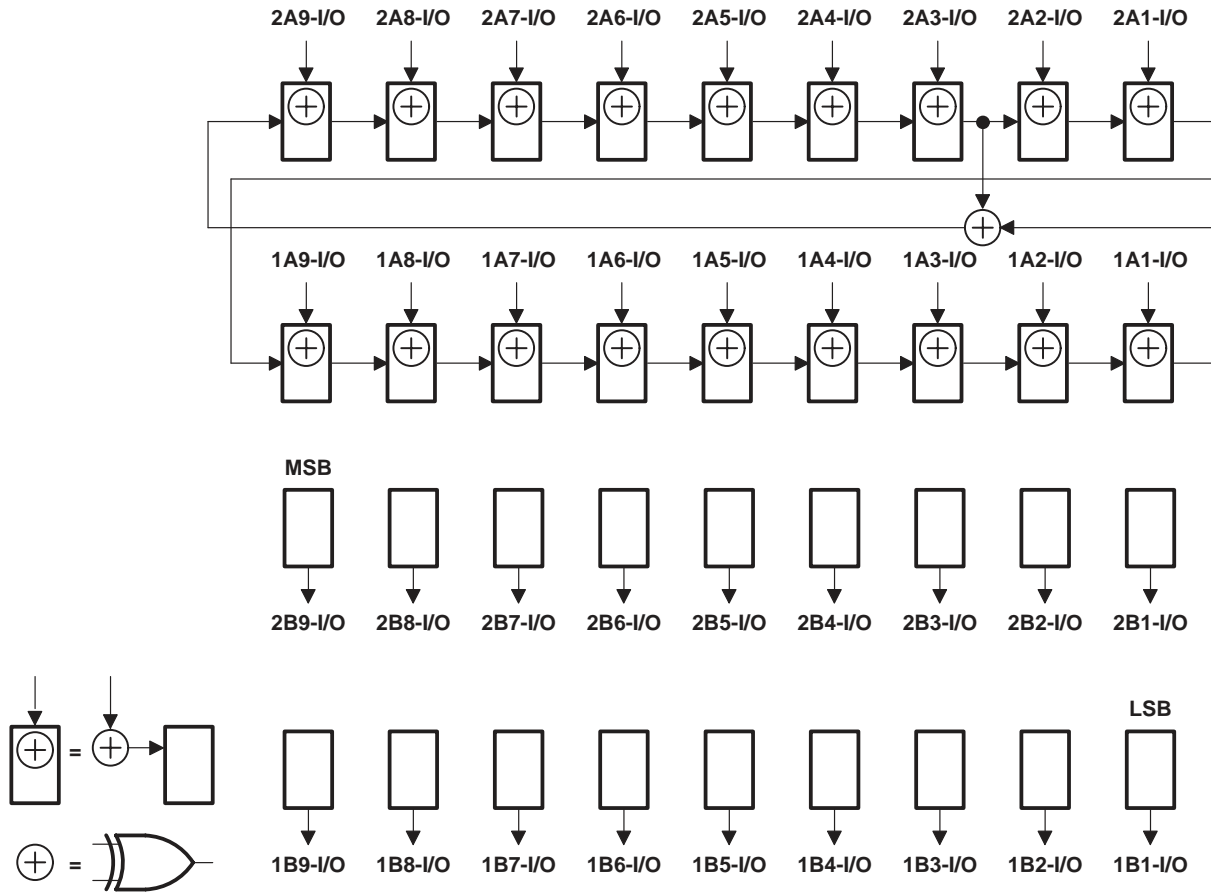 2A9-I/O 2A8-I/O 2A7-I/O 2A6-I/O 2A5-I/O 2A4-I/O 2A3-I/O 2A2-I/O 2A1-I/O
1A9-I/O 1A8-I/O 1A7-I/O 1A6-I/O 1A5-I/O 1A4-I/O 1A3-I/O 1A2-I/O 1A1-I/O
MSB
2B9-I/O 2B8-I/O 2B7-I/O 2B6-I/O 2B5-I/O 2B4-I/O 2B3-I/O 2B2-I/O 2B1-I/O
LSB
=
=
1B9-I/O 1B8-I/O 1B7-I/O 1B6-I/O 1B5-I/O 1B4-I/O 1B3-I/O 1B2-I/O 1B1-I/O